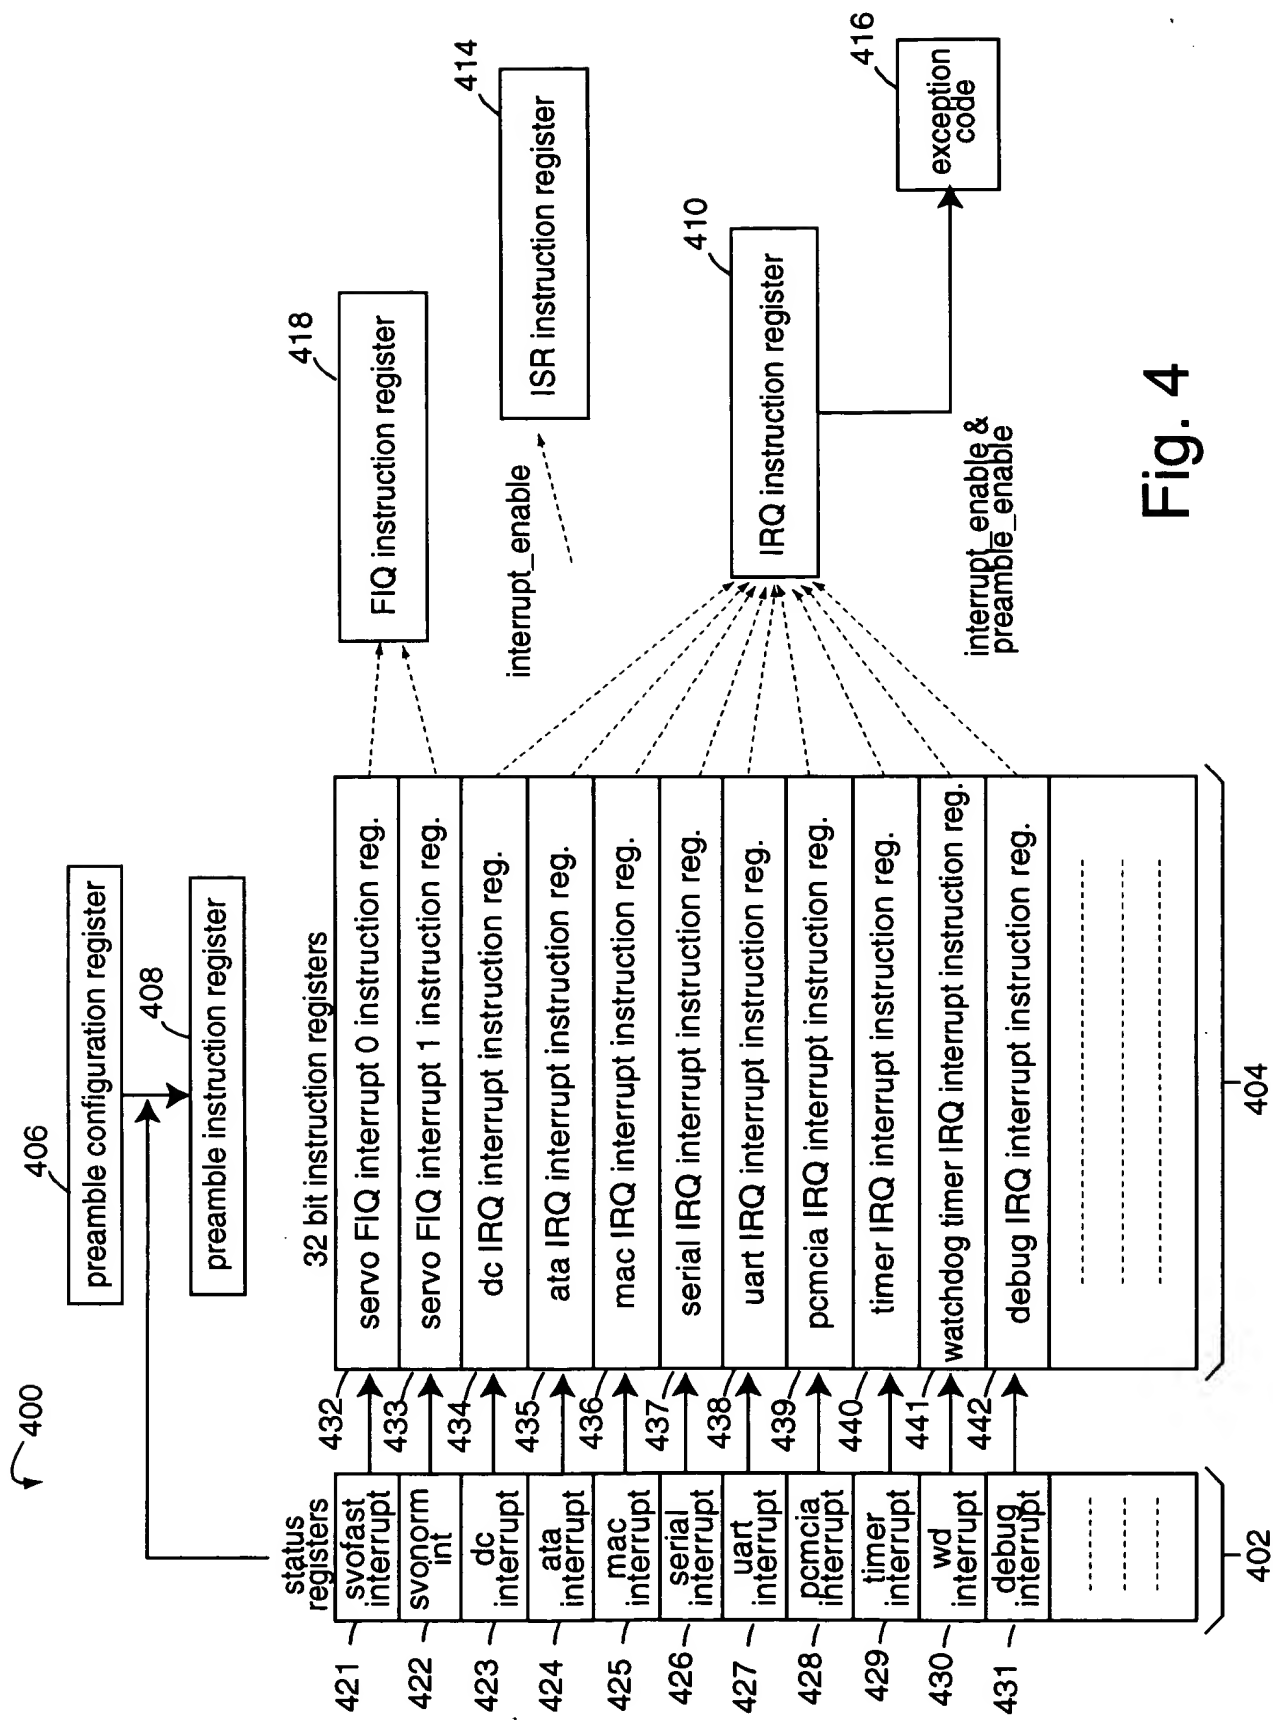 400
406
preamble configuration register
408
preamble instruction register
status
registers
32 bit instruction registers
421
svofast
interrupt
432
servo FIQ interrupt 0 instruction reg.
422
svonorm
int
433
servo FIQ interrupt 1 instruction reg.
423
dc
interrupt
434
dc IRQ interrupt instruction reg.
424
ata
interrupt
435
ata IRQ interrupt instruction reg.
425
mac
interrupt
436
mac IRQ interrupt instruction reg.
426
serial
interrupt
437
serial IRQ interrupt instruction reg.
427
uart
interrupt
438
uart IRQ interrupt instruction reg.
428
pcmcia
interrupt
439
pcmcia IRQ interrupt instruction reg.
429
timer
interrupt
440
timer IRQ interrupt instruction reg.
430
wd
interrupt
441
watchdog timer IRQ interrupt instruction reg.
431
debug
interrupt
442
debug IRQ interrupt instruction reg.
402
404
418
FIQ instruction register
414
ISR instruction register
interrupt_enable
410
IRQ instruction register
416
exception
code
interrupt_enable &
preamble_enable
Fig. 4